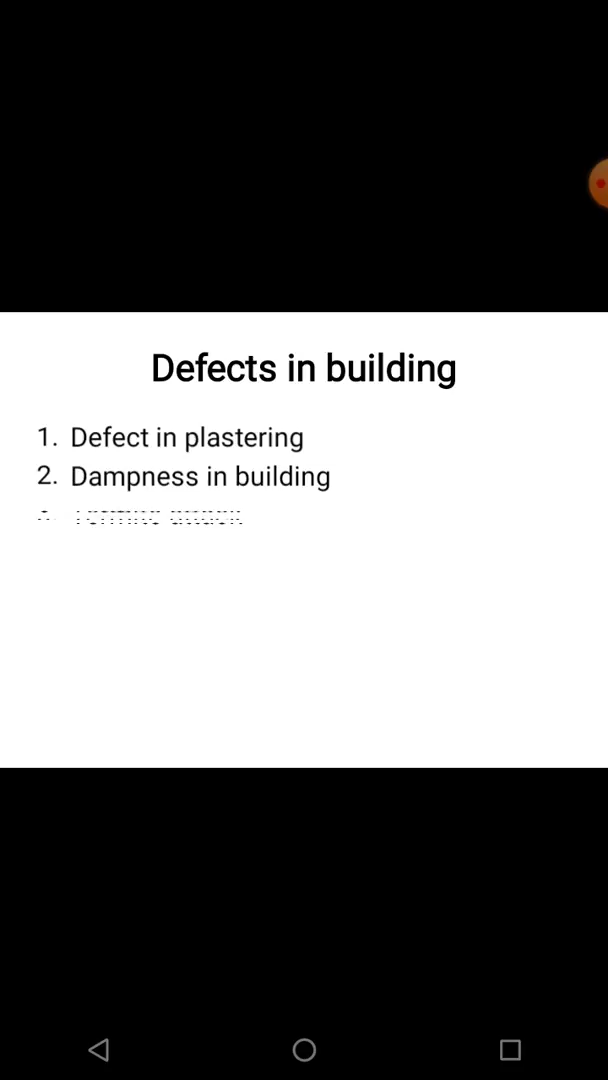 Defects in building
1. Defect in plastering
2. Dampness in building